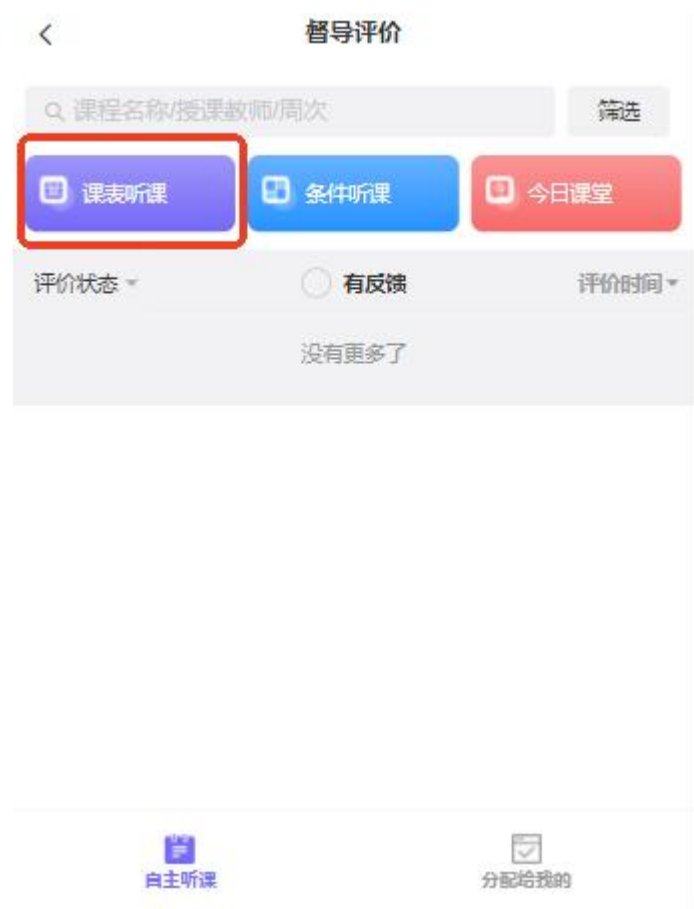 督导评价
课程名称/授课教师/周次
筛选
课表听课
条件听课
今日课堂
评价状态
有反馈
评价时间
没有更多了
自主听课
分配给我的